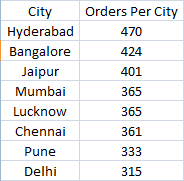 City Orders Per City
Hyderabad 470
Bangalore 424
Jaipur 401
Mumbai 365
Lucknow 365
Chennai 361
Pune 333
Delhi 315